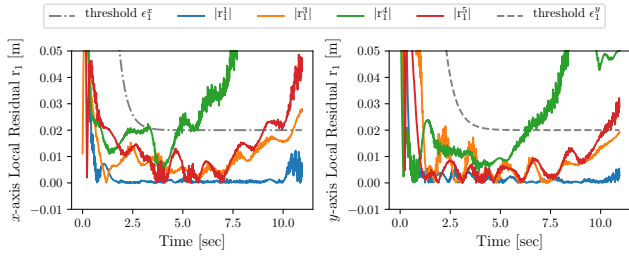 threshold ϵ₁ˣ |r₁¹| |r₁³| |r₁⁴| |r₁⁵| threshold ϵ₁ʸ
x-axis Local Residual r₁ [m]
0.05
0.04
0.03
0.02
0.01
0.00
−0.01
0.0 2.5 5.0 7.5 10.0
Time [sec]
y-axis Local Residual r₁ [m]
0.05
0.04
0.03
0.02
0.01
0.00
−0.01
0.0 2.5 5.0 7.5 10.0
Time [sec]